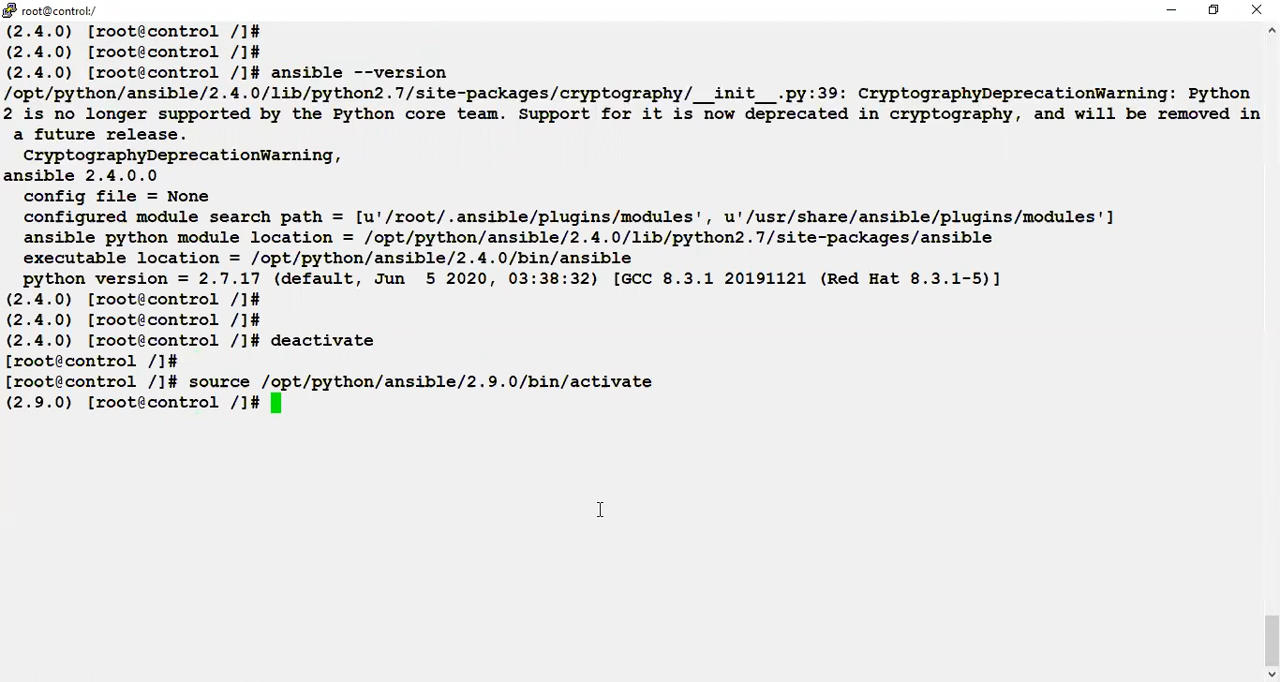 root@control:/
(2.4.0) [root@control /]#
(2.4.0) [root@control /]#
(2.4.0) [root@control /]# ansible --version
/opt/python/ansible/2.4.0/lib/python2.7/site-packages/cryptography/__init__.py:39: CryptographyDeprecationWarning: Python
2 is no longer supported by the Python core team. Support for it is now deprecated in cryptography, and will be removed in
 a future release.
  CryptographyDeprecationWarning,
ansible 2.4.0.0
  config file = None
  configured module search path = [u'/root/.ansible/plugins/modules', u'/usr/share/ansible/plugins/modules']
  ansible python module location = /opt/python/ansible/2.4.0/lib/python2.7/site-packages/ansible
  executable location = /opt/python/ansible/2.4.0/bin/ansible
  python version = 2.7.17 (default, Jun  5 2020, 03:38:32) [GCC 8.3.1 20191121 (Red Hat 8.3.1-5)]
(2.4.0) [root@control /]#
(2.4.0) [root@control /]#
(2.4.0) [root@control /]# deactivate
[root@control /]#
[root@control /]# source /opt/python/ansible/2.9.0/bin/activate
(2.9.0) [root@control /]#